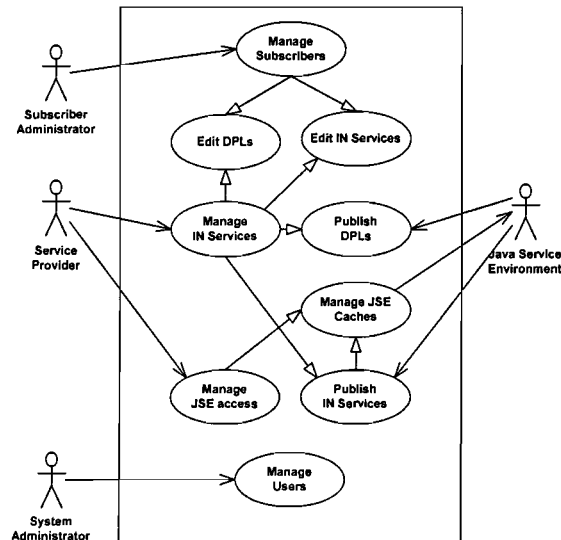 Manage
Subscribers
Subscriber
Administrator
Edit DPLs
Edit IN Services
Service
Provider
Manage
IN Services
Publish
DPLs
Java Service
Environment
Manage JSE
Caches
Manage
JSE access
Publish
IN Services
Manage
Users
System
Administrator